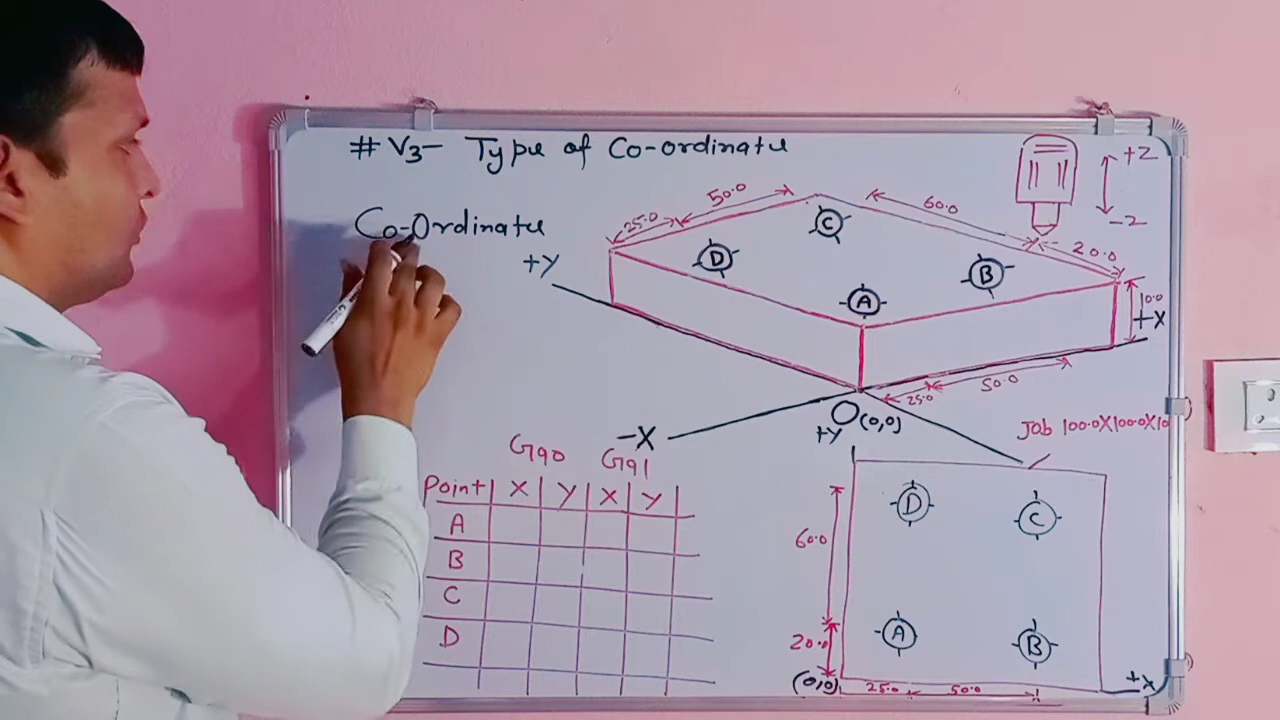 # V3- Type of Co-ordinate
Co-Ordinate
+Z
-Z
25.0
50.0
60.0
20.0
10.0
C
D
B
A
+Y
+X
25.0
50.0
O(0,0)
-X
Job 100.0X100.0X10
G90 G91
Point X Y X Y
A
B
C
D
+Y
D
C
60.0
A
B
20.0
(0,0)
25.0
50.0
+X